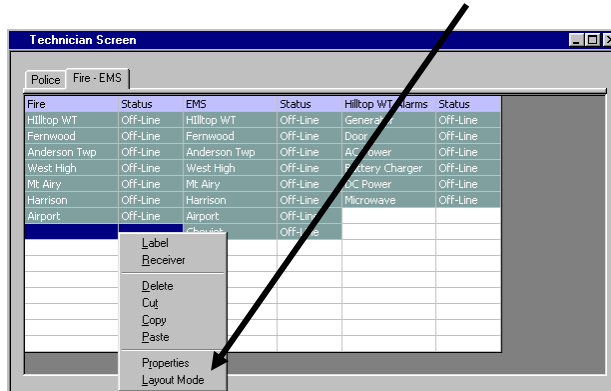 Technician Screen
Police Fire - EMS
Fire Status EMS Status Hilltop WT Alarms Status
HIlltop WT Off-Line HIlltop WT Off-Line Generator Off-Line
Fernwood Off-Line Fernwood Off-Line Door Off-Line
Anderson Twp Off-Line Anderson Twp Off-Line AC Power Off-Line
West High Off-Line West High Off-Line Battery Charger Off-Line
Mt Airy Off-Line Mt Airy Off-Line DC Power Off-Line
Harrison Off-Line Harrison Off-Line Microwave Off-Line
Airport Off-Line Airport Off-Line
Cheviot Off-Line
Label
Receiver
Delete
Cut
Copy
Paste
Properties
Layout Mode